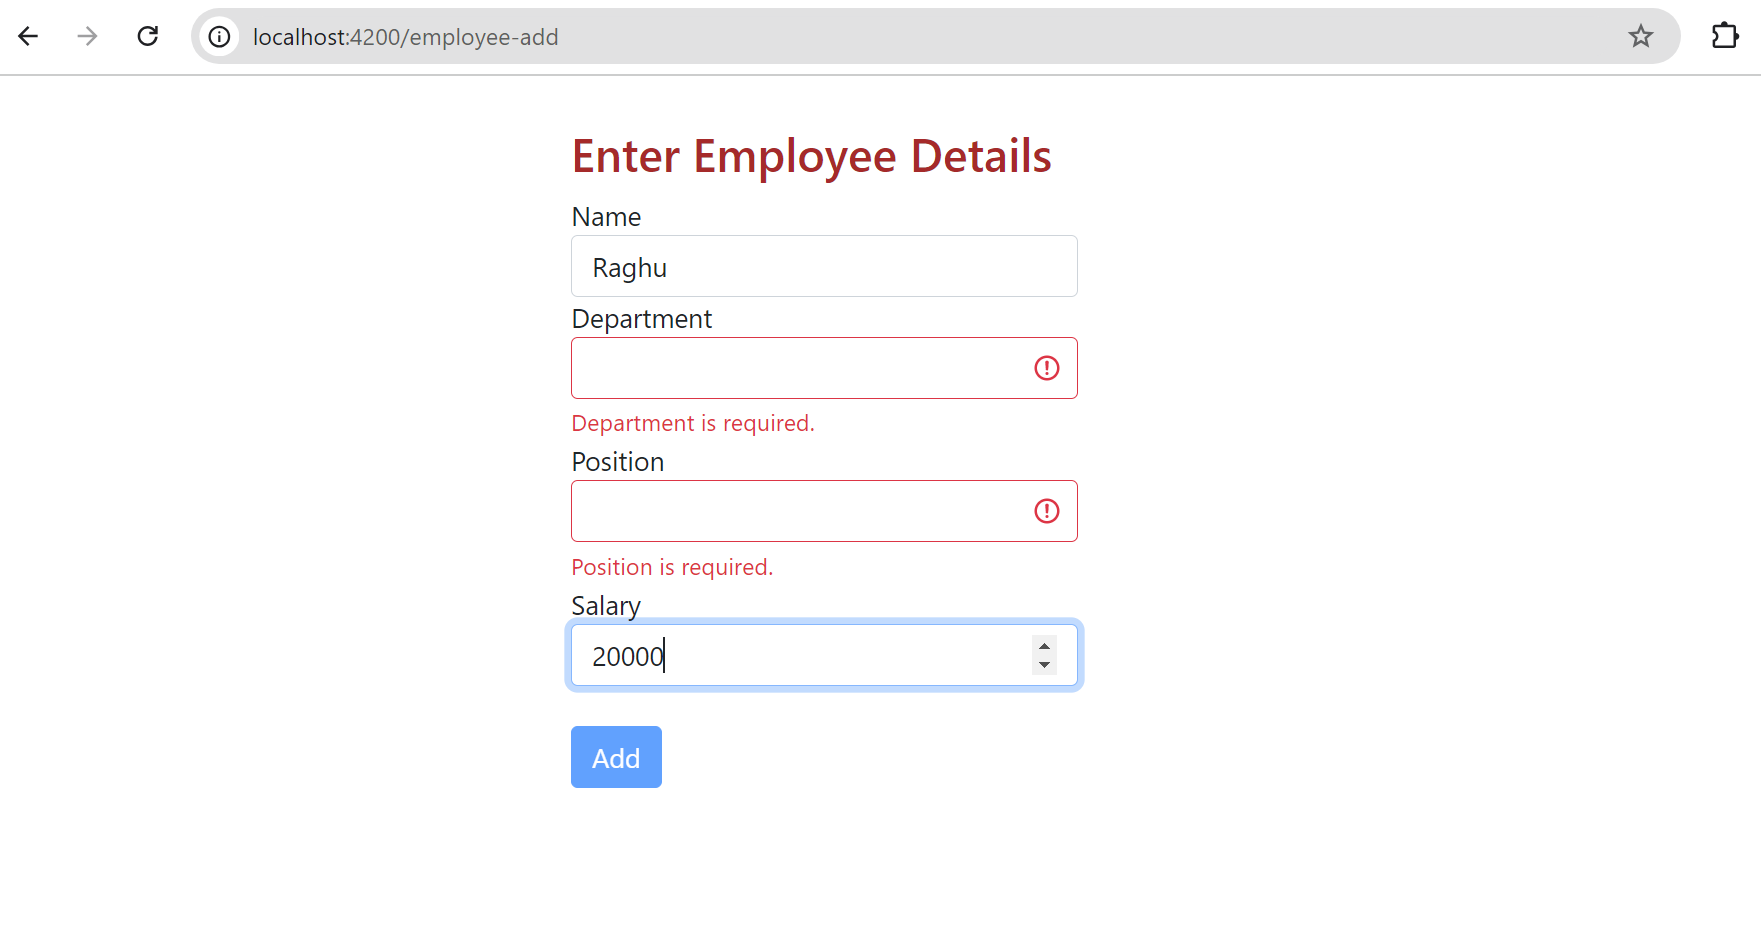 localhost:4200/employee-add
Enter Employee Details
Name
Raghu
Department
Department is required.
Position
Position is required.
Salary
20000
Add